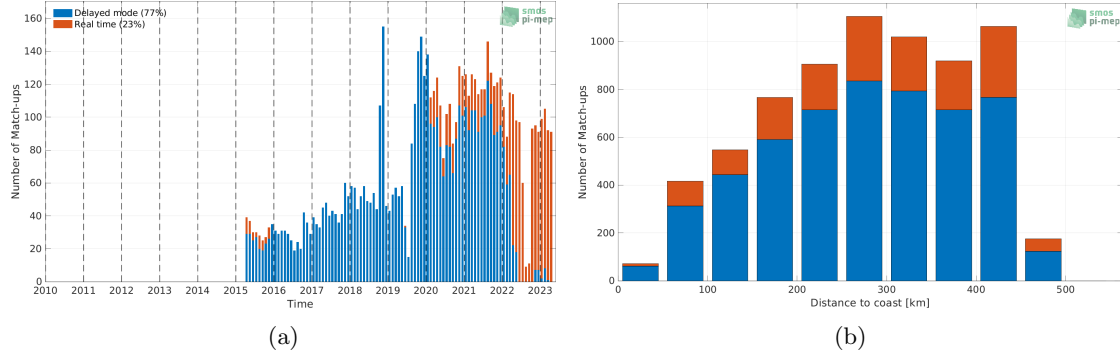 Delayed mode (77%)
Real time (23%)
smos
pi-mep
160
140
120
100
80
60
40
20
0
Number of Match-ups
2010 2011 2012 2013 2014 2015 2016 2017 2018 2019 2020 2021 2022 2023
Time
(a)
smos
pi-mep
1000
800
600
400
200
0
Number of Match-ups
0 100 200 300 400 500
Distance to coast [km]
(b)